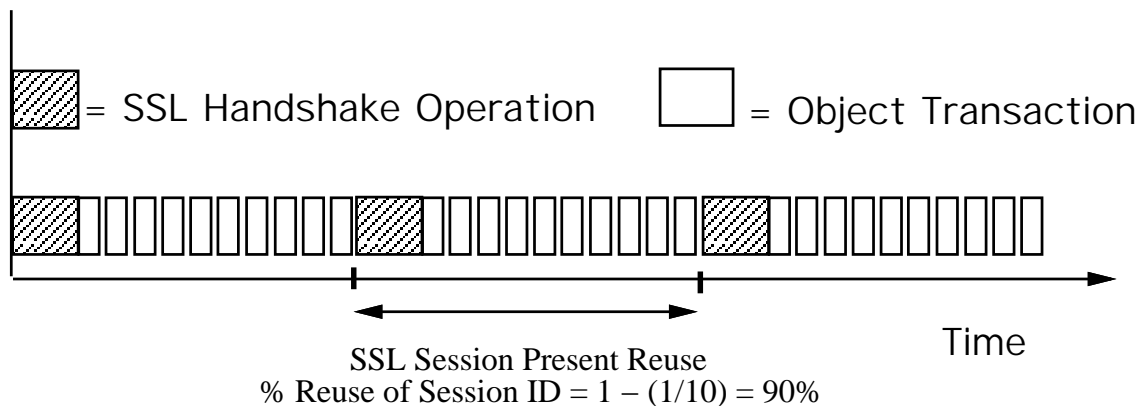 = SSL Handshake Operation
= Object Transaction
Time
SSL Session Present Reuse
% Reuse of Session ID = 1 – (1/10) = 90%